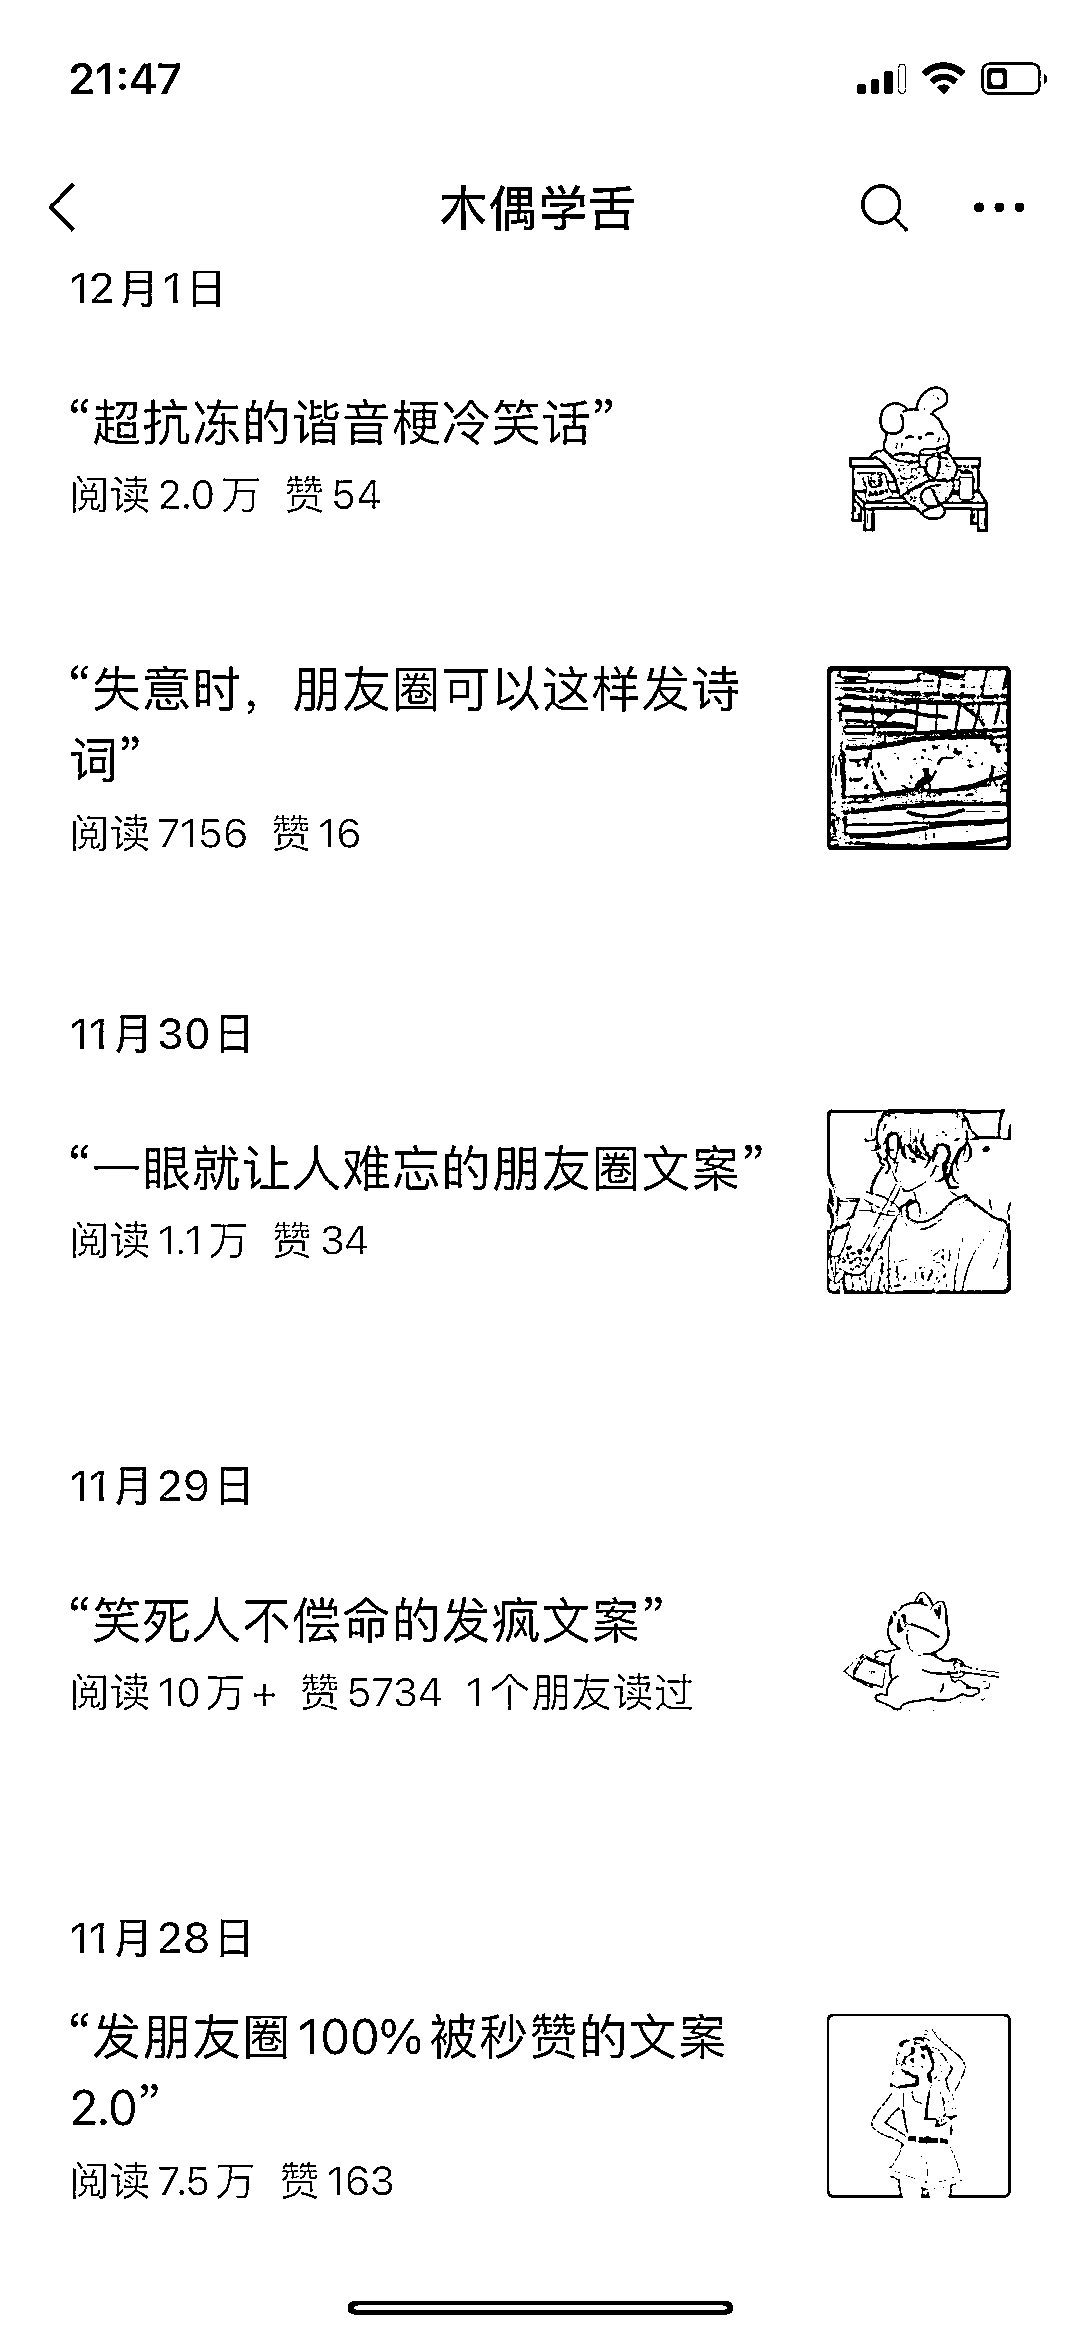 21:47
木偶学舌
12月1日
“超抗冻的谐音梗冷笑话”
阅读 2.0万 赞 54
“失意时，朋友圈可以这样发诗
词”
阅读 7156 赞 16
11月30日
“一眼就让人难忘的朋友圈文案”
阅读 1.1万 赞 34
11月29日
“笑死人不偿命的发疯文案”
阅读 10万+ 赞 5734 1个朋友读过
11月28日
“发朋友圈100%被秒赞的文案
2.0”
阅读 7.5万 赞 163